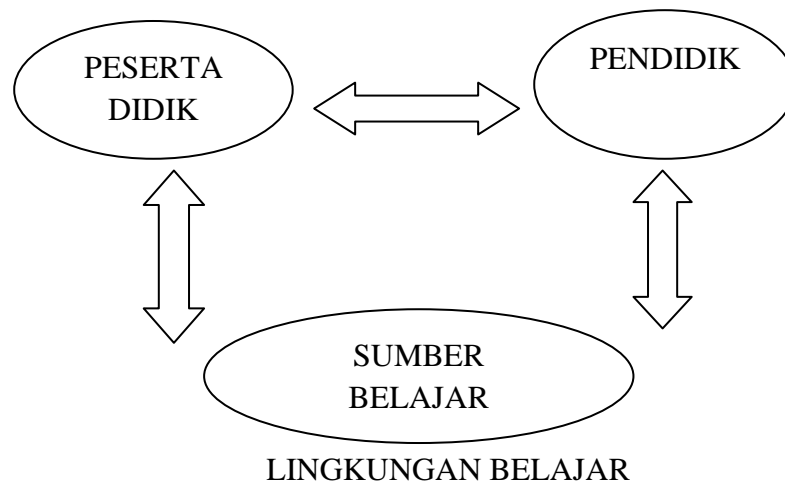 PESERTA
DIDIK
PENDIDIK
SUMBER
BELAJAR
LINGKUNGAN BELAJAR